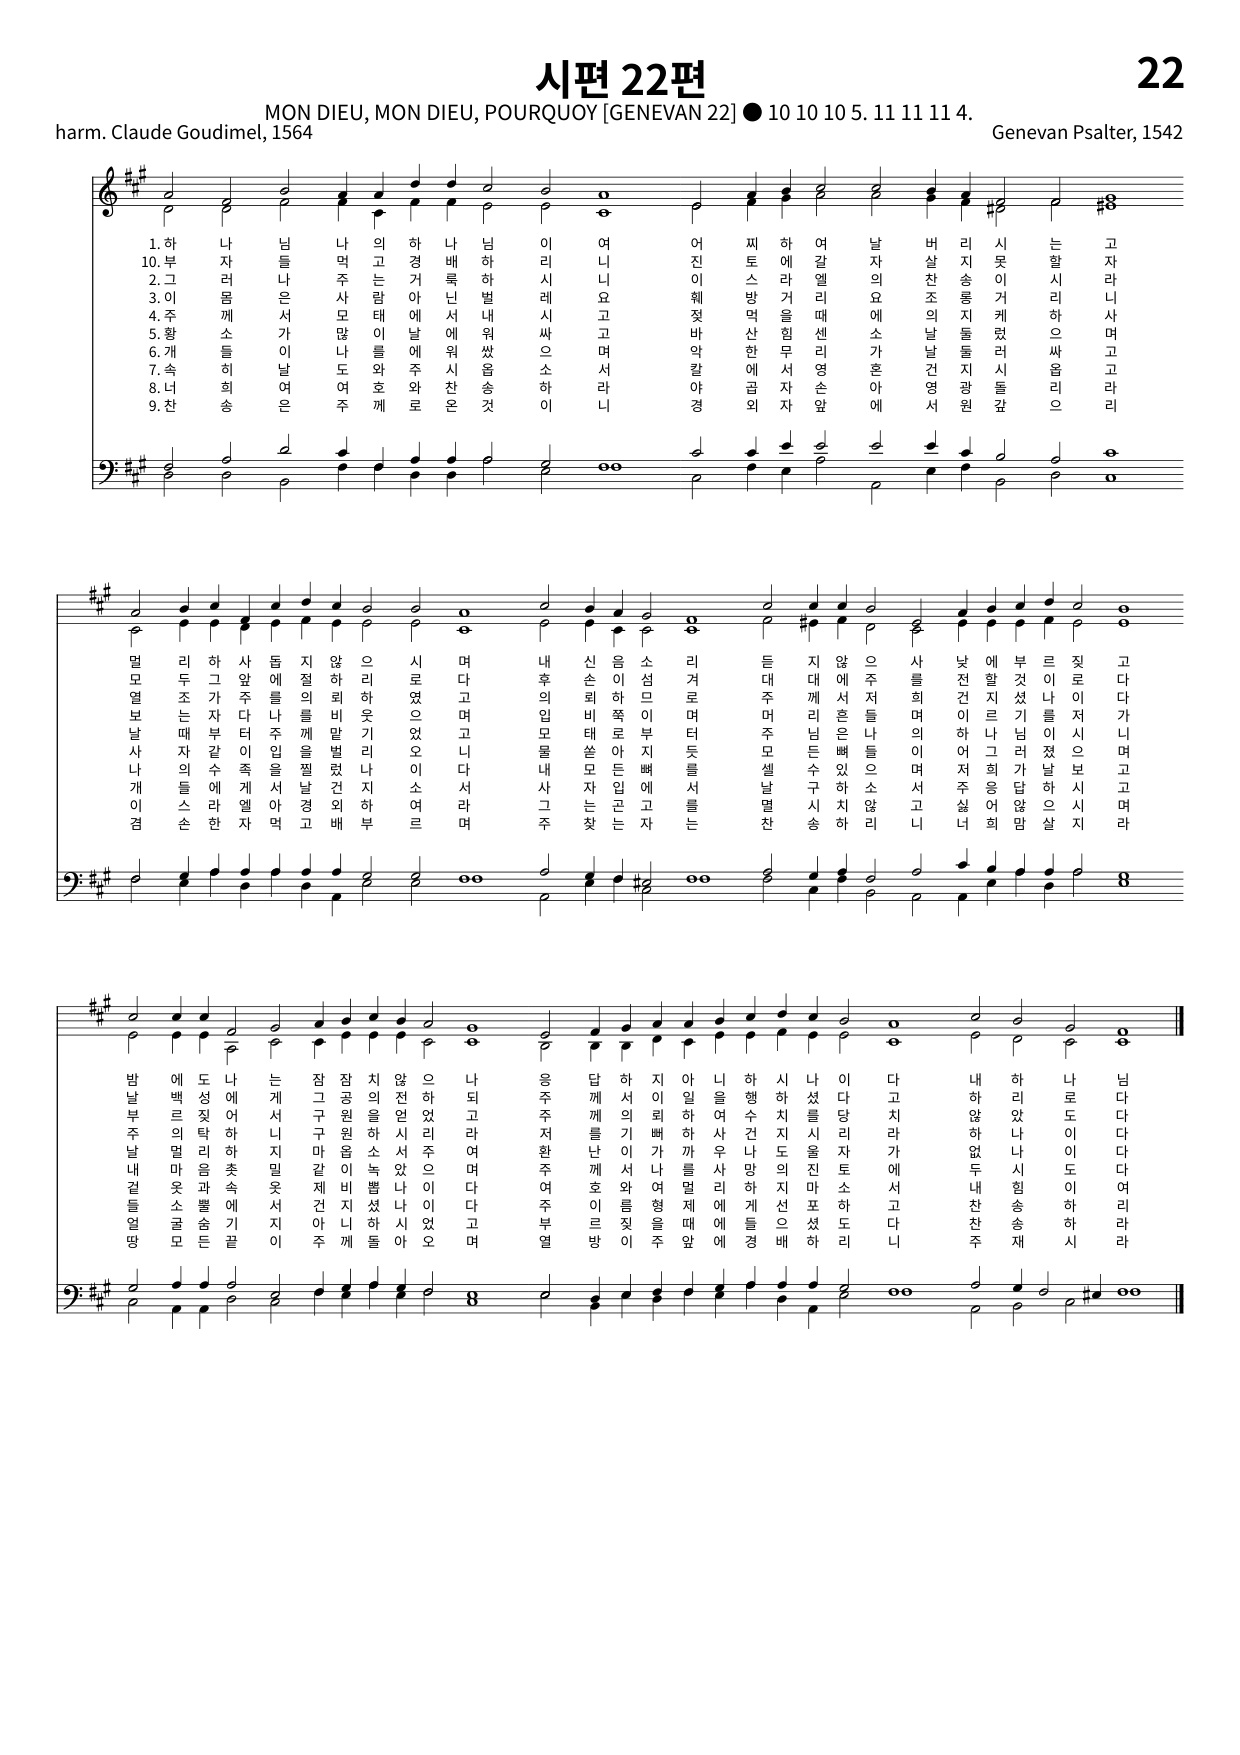 시편 22편
22
MON DIEU, MON DIEU, POURQUOY [GENEVAN 22] ● 10 10 10 5. 11 11 11 4.
harm. Claude Goudimel, 1564
Genevan Psalter, 1542
1. 하 나 님 나 의 하 나 님 이 여 어 찌 하 여 날 버 리 시 는 고
10. 부 자 들 먹 고 경 배 하 리 니 진 토 에 갈 자 살 지 못 할 자
2. 그 러 나 주 는 거 룩 하 시 니 이 스 라 엘 의 찬 송 이 시 라
3. 이 몸 은 사 람 아 닌 벌 레 요 훼 방 거 리 요 조 롱 거 리 니
4. 주 께 서 모 태 에 서 내 시 고 젖 먹 을 때 에 의 지 케 하 사
5. 황 소 가 많 이 날 에 워 싸 고 바 산 힘 센 소 날 둘 렀 으 며
6. 개 들 이 나 를 에 워 쌌 으 며 악 한 무 리 가 날 둘 러 싸 고
7. 속 히 날 도 와 주 시 옵 소 서 칼 에 서 영 혼 건 지 시 옵 고
8. 너 희 여 여 호 와 찬 송 하 라 야 곱 자 손 아 영 광 돌 리 라
9. 찬 송 은 주 께 로 온 것 이 니 경 외 자 앞 에 서 원 갚 으 리
멀 리 하 사 돕 지 않 으 시 며 내 신 음 소 리 듣 지 않 으 사 낮 에 부 르 짖 고
모 두 그 앞 에 절 하 리 로 다 후 손 이 섬 겨 대 대 에 주 를 전 할 것 이 로 다
열 조 가 주 를 의 뢰 하 였 고 의 뢰 하 므 로 주 께 서 저 희 건 지 셨 나 이 다
보 는 자 다 나 를 비 웃 으 며 입 비 쭉 이 며 머 리 흔 들 며 이 르 기 를 저 가
날 때 부 터 주 께 맡 기 었 고 모 태 로 부 터 주 님 은 나 의 하 나 님 이 시 니
사 자 같 이 입 을 벌 리 오 니 물 쏟 아 지 듯 모 든 뼈 들 이 어 그 러 졌 으 며
나 의 수 족 을 찔 렀 나 이 다 내 모 든 뼈 를 셀 수 있 으 며 저 희 가 날 보 고
개 들 에 게 서 날 건 지 소 서 사 자 입 에 서 날 구 하 소 서 주 응 답 하 시 고
이 스 라 엘 아 경 외 하 여 라 그 는 곤 고 를 멸 시 치 않 고 싫 어 않 으 시 며
겸 손 한 자 먹 고 배 부 르 며 주 찾 는 자 는 찬 송 하 리 니 너 희 맘 살 지 라
밤 에 도 나 는 잠 잠 치 않 으 나 응 답 하 지 아 니 하 시 나 이 다 내 하 나 님
날 백 성 에 게 그 공 의 전 하 되 주 께 서 이 일 을 행 하 셨 다 고 하 리 로 다
부 르 짖 어 서 구 원 을 얻 었 고 주 께 의 뢰 하 여 수 치 를 당 치 않 았 도 다
주 의 탁 하 니 구 원 하 시 리 라 저 를 기 뻐 하 사 건 지 시 리 라 하 나 이 다
날 멀 리 하 지 마 옵 소 서 주 여 환 난 이 가 까 우 나 도 울 자 가 없 나 이 다
내 마 음 촛 밀 같 이 녹 았 으 며 주 께 서 나 를 사 망 의 진 토 에 두 시 도 다
겉 옷 과 속 옷 제 비 뽑 나 이 다 여 호 와 여 멀 리 하 지 마 소 서 내 힘 이 여
들 소 뿔 에 서 건 지 셨 나 이 다 주 이 름 형 제 에 게 선 포 하 고 찬 송 하 리
얼 굴 숨 기 지 아 니 하 시 었 고 부 르 짖 을 때 에 들 으 셨 도 다 찬 송 하 라
땅 모 든 끝 이 주 께 돌 아 오 며 열 방 이 주 앞 에 경 배 하 리 니 주 재 시 라